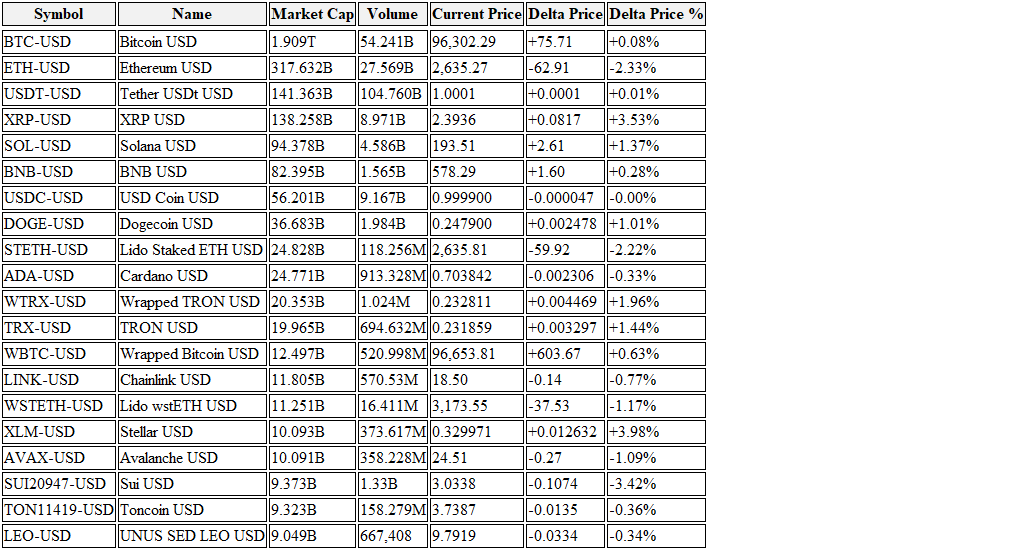 Symbol Name Market Cap Volume Current Price Delta Price Delta Price %
BTC-USD Bitcoin USD 1.909T 54.241B 96,302.29 +75.71 +0.08%
ETH-USD Ethereum USD 317.632B 27.569B 2,635.27 -62.91 -2.33%
USDT-USD Tether USDt USD 141.363B 104.760B 1.0001 +0.0001 +0.01%
XRP-USD XRP USD 138.258B 8.971B 2.3936 +0.0817 +3.53%
SOL-USD Solana USD 94.378B 4.586B 193.51 +2.61 +1.37%
BNB-USD BNB USD 82.395B 1.565B 578.29 +1.60 +0.28%
USDC-USD USD Coin USD 56.201B 9.167B 0.999900 -0.000047 -0.00%
DOGE-USD Dogecoin USD 36.683B 1.984B 0.247900 +0.002478 +1.01%
STETH-USD Lido Staked ETH USD 24.828B 118.256M 2,635.81 -59.92 -2.22%
ADA-USD Cardano USD 24.771B 913.328M 0.703842 -0.002306 -0.33%
WTRX-USD Wrapped TRON USD 20.353B 1.024M 0.232811 +0.004469 +1.96%
TRX-USD TRON USD 19.965B 694.632M 0.231859 +0.003297 +1.44%
WBTC-USD Wrapped Bitcoin USD 12.497B 520.998M 96,653.81 +603.67 +0.63%
LINK-USD Chainlink USD 11.805B 570.53M 18.50 -0.14 -0.77%
WSTETH-USD Lido wstETH USD 11.251B 16.411M 3,173.55 -37.53 -1.17%
XLM-USD Stellar USD 10.093B 373.617M 0.329971 +0.012632 +3.98%
AVAX-USD Avalanche USD 10.091B 358.228M 24.51 -0.27 -1.09%
SUI20947-USD Sui USD 9.373B 1.33B 3.0338 -0.1074 -3.42%
TON11419-USD Toncoin USD 9.323B 158.279M 3.7387 -0.0135 -0.36%
LEO-USD UNUS SED LEO USD 9.049B 667,408 9.7919 -0.0334 -0.34%